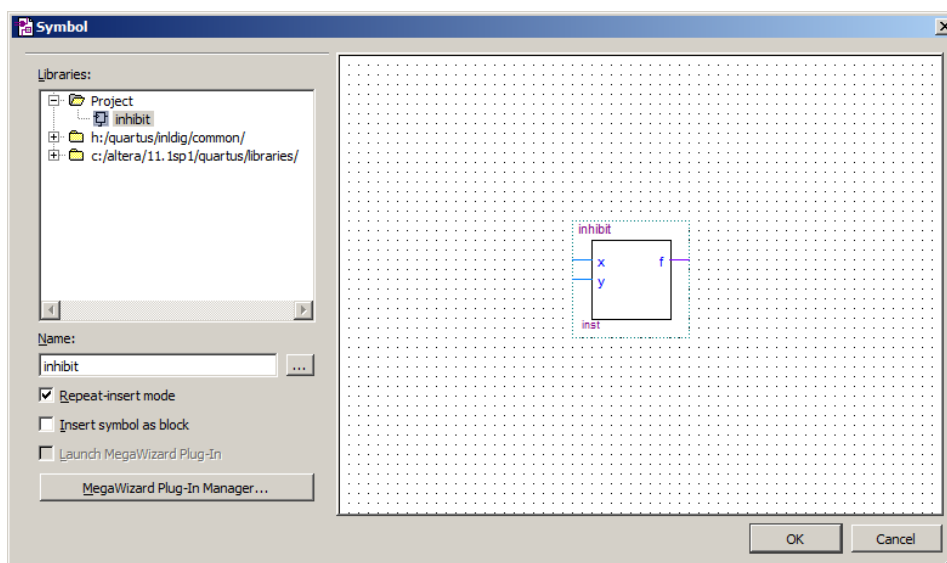 Symbol
Libraries:
Project
inhibit
h:/quartus/inldig/common/
c:/altera/11.1sp1/quartus/libraries/
Name:
inhibit
...
Repeat-insert mode
Insert symbol as block
Launch MegaWizard Plug-In
MegaWizard Plug-In Manager...
inhibit
x f
y
inst
OK Cancel